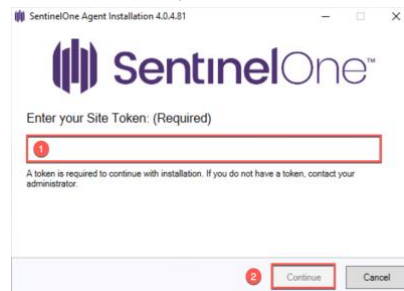 SentinelOne Agent Installation 4.0.4.81
SentinelOne™
Enter your Site Token: (Required)
1
A token is required to continue with installation. If you do not have a token, contact your
administrator.
2 Continue Cancel